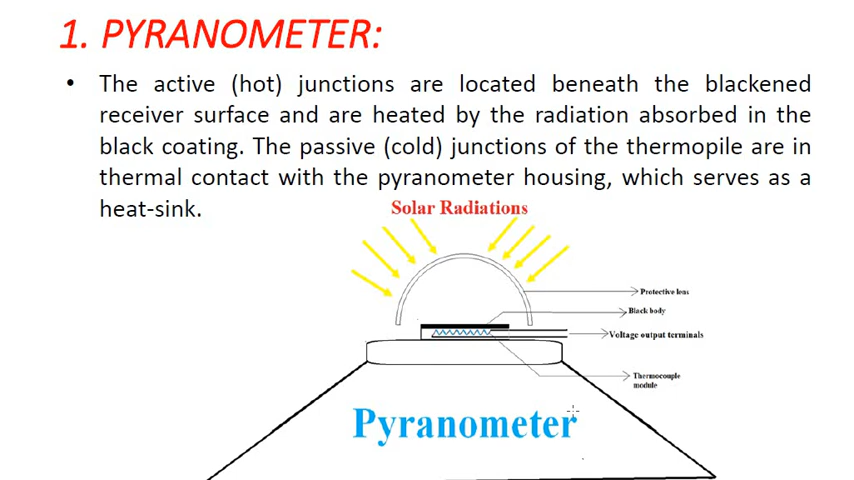 1. PYRANOMETER:
• The active (hot) junctions are located beneath the blackened
receiver surface and are heated by the radiation absorbed in the
black coating. The passive (cold) junctions of the thermopile are in
thermal contact with the pyranometer housing, which serves as a
heat-sink.
Solar Radiations
Protective lens
Black body
Voltage output terminals
Thermocouple
module
Pyranometer